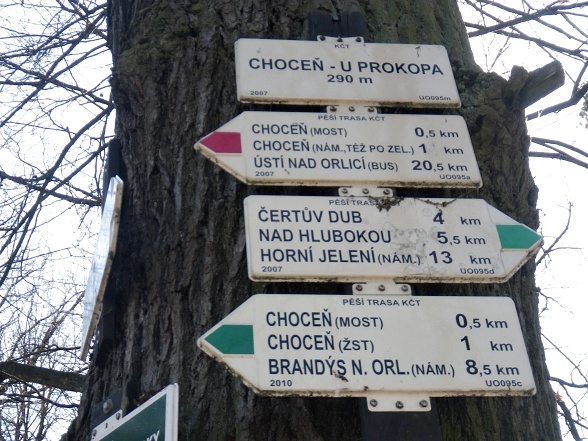 KČT
CHOCEŇ - U PROKOPA
290 m
2007 UO095m
PĚŠÍ TRASA KČT
CHOCEŇ (MOST) 0,5 km
CHOCEŇ (NÁM.,TĚŽ PO ZEL.) 1 km
ÚSTÍ NAD ORLICÍ (BUS) 20,5 km
2007 UO095a
PĚŠÍ TRASA
ČERTŮV DUB 4 km
NAD HLUBOKOU 5,5 km
HORNÍ JELENÍ (NÁM.) 13 km
2007 UO095d
PĚŠÍ TRASA KČT
CHOCEŇ (MOST) 0,5 km
CHOCEŇ (ŽST) 1 km
BRANDÝS N. ORL. (NÁM.) 8,5 km
2010 UO095c